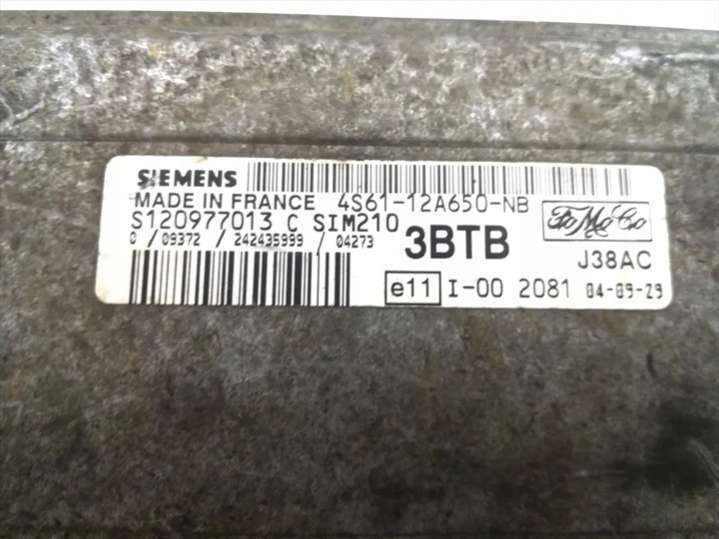 SIEMENS
MADE IN FRANCE 4S61-12A650-NB
S120977013 C SIM210
0 / 09372 / 242435999 / 04273
3BTB
FoMoCo
J38AC
e11 I-00 2081 04-09-29